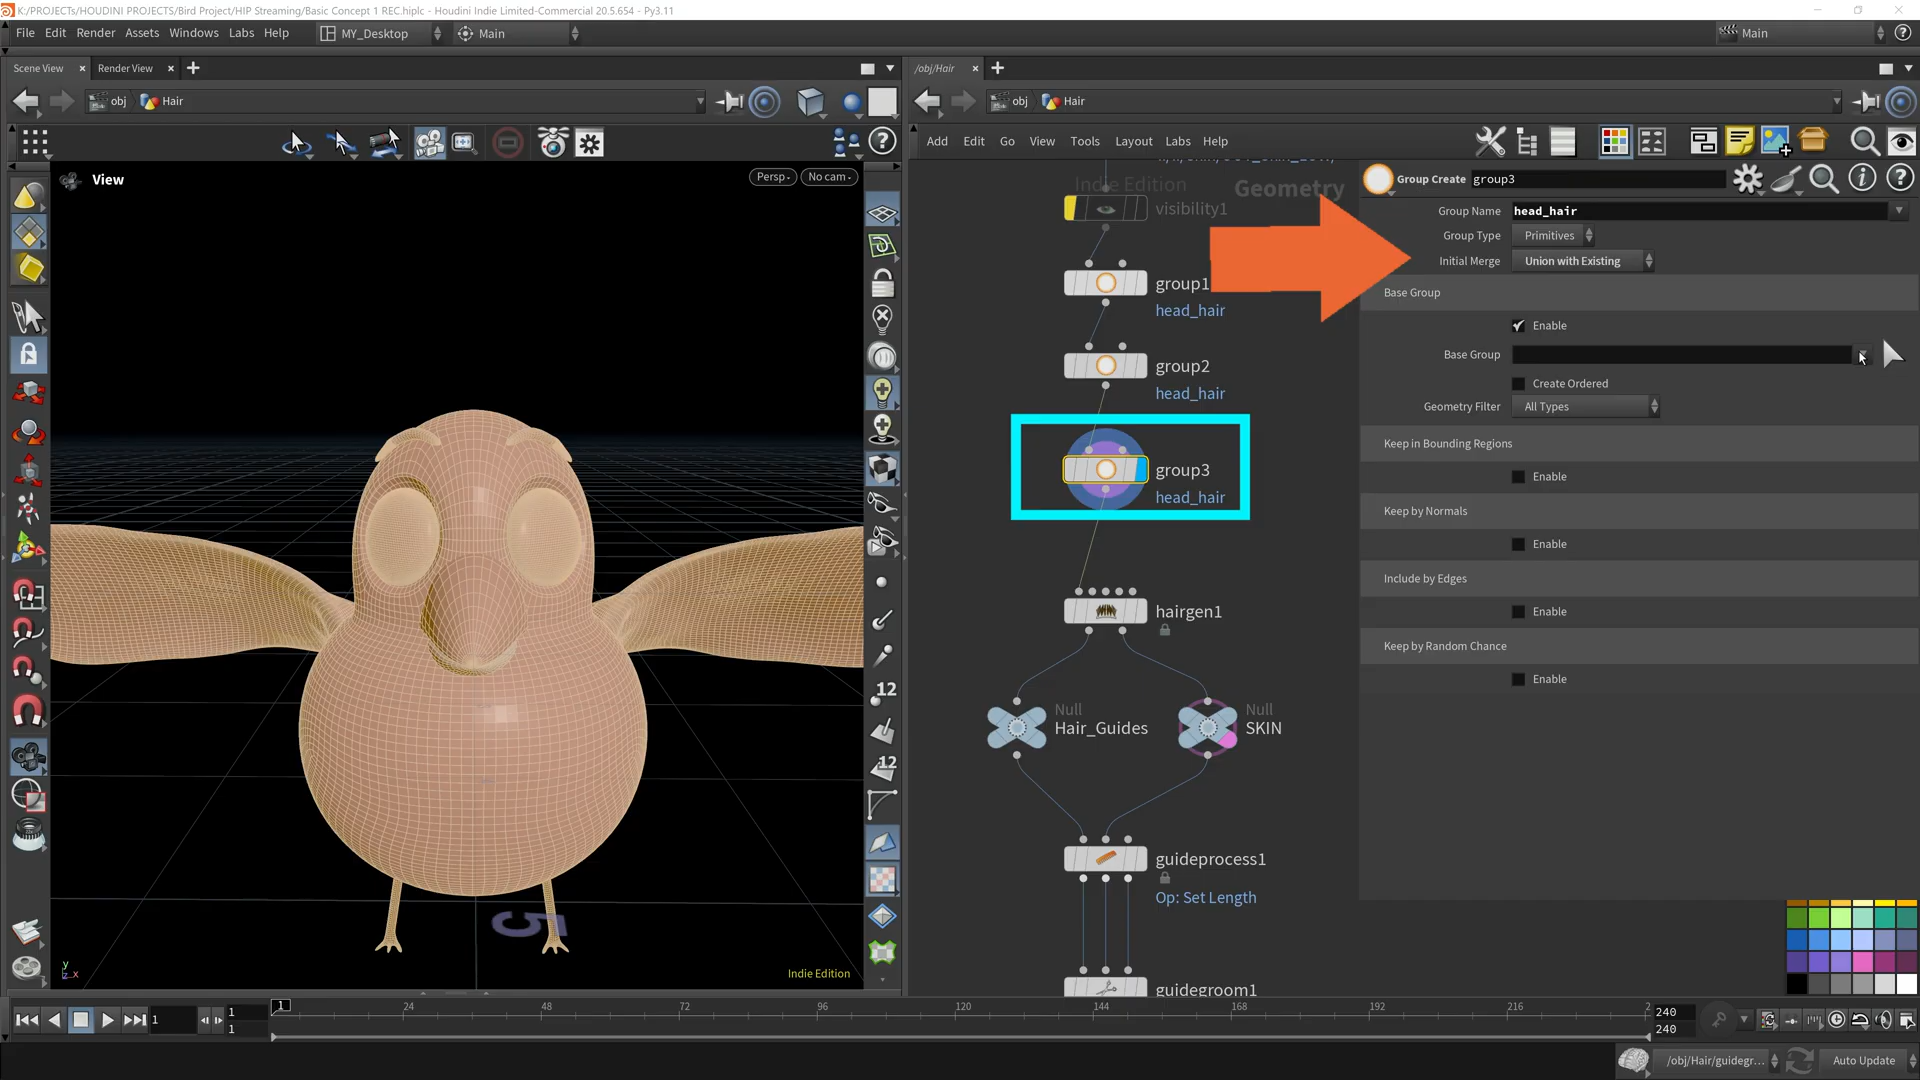 K:/PROJECTs/HOUDINI PROJECTS/Bird Project/HIP Streaming/Basic Concept 1 REC.hiplc - Houdini Indie Limited-Commercial 20.5.654 - Py3.11
File Edit Render Assets Windows Labs Help MY_Desktop Main Main
Scene View Render View /obj/Hair
obj Hair obj Hair
Add Edit Go View Tools Layout Labs Help
View Persp No cam
Indie Edition Geometry
visibility1
group1
head_hair
group2
head_hair
group3
head_hair
hairgen1
Null
Hair_Guides
Null
SKIN
guideprocess1
Op: Set Length
guidegroom1
Group Create group3
Group Name head_hair
Group Type Primitives
Initial Merge Union with Existing
Base Group
Enable
Base Group
Create Ordered
Geometry Filter All Types
Keep in Bounding Regions
Enable
Keep by Normals
Enable
Include by Edges
Enable
Keep by Random Chance
Enable
12
12
5
y
z x
Indie Edition
1 1 1 1 24 48 72 96 120 144 168 192 216 2 240
240
/obj/Hair/guidegr... Auto Update